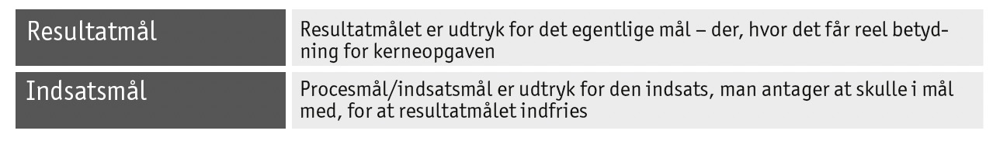 Resultatmål
Resultatmålet er udtryk for det egentlige mål – der, hvor det får reel betyd-
ning for kerneopgaven
Indsatsmål
Procesmål/indsatsmål er udtryk for den indsats, man antager at skulle i mål
med, for at resultatmålet indfries